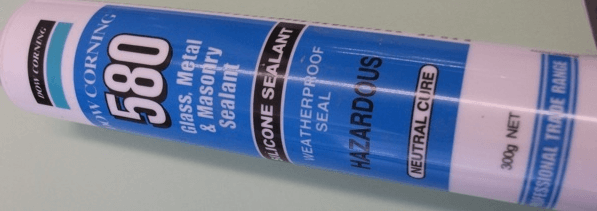 DOW CORNING
DOW CORNING
580
Glass, Metal
& Masonry
Sealant
SILICONE SEALANT
WEATHERPROOF
SEAL
HAZARDOUS
NEUTRAL CURE
300g NET
PROFESSIONAL TRADE RANGE